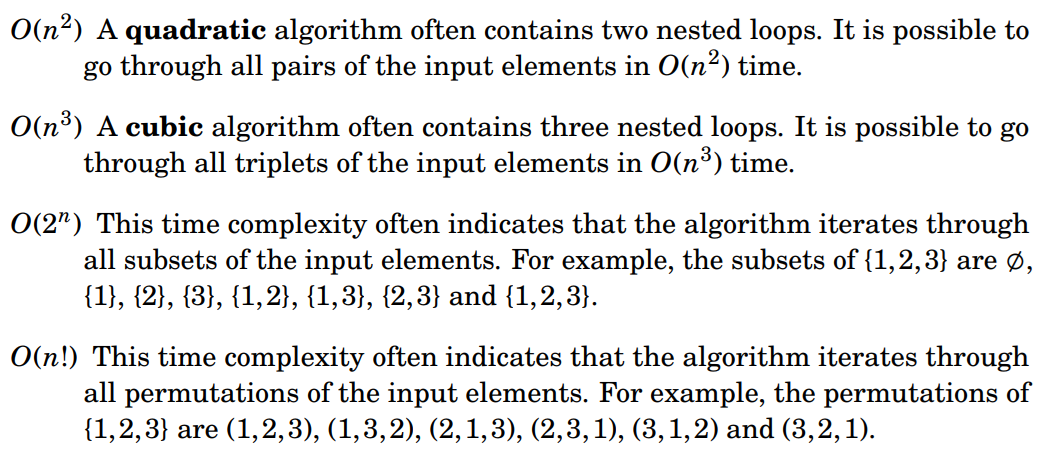 O(n²) A quadratic algorithm often contains two nested loops. It is possible to
go through all pairs of the input elements in O(n²) time.
O(n³) A cubic algorithm often contains three nested loops. It is possible to go
through all triplets of the input elements in O(n³) time.
O(2ⁿ) This time complexity often indicates that the algorithm iterates through
all subsets of the input elements. For example, the subsets of {1,2,3} are ∅,
{1}, {2}, {3}, {1,2}, {1,3}, {2,3} and {1,2,3}.
O(n!) This time complexity often indicates that the algorithm iterates through
all permutations of the input elements. For example, the permutations of
{1,2,3} are (1,2,3), (1,3,2), (2,1,3), (2,3,1), (3,1,2) and (3,2,1).